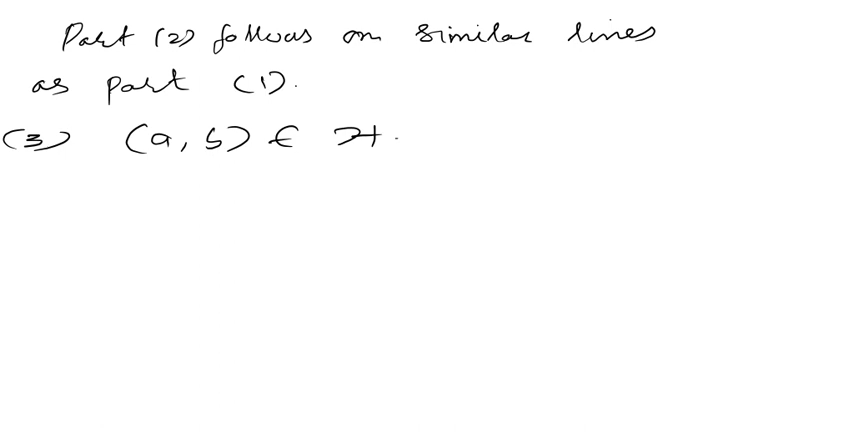 Part (2) follows on similar lines
as part (1).
(3) (a, b) ∈ H.